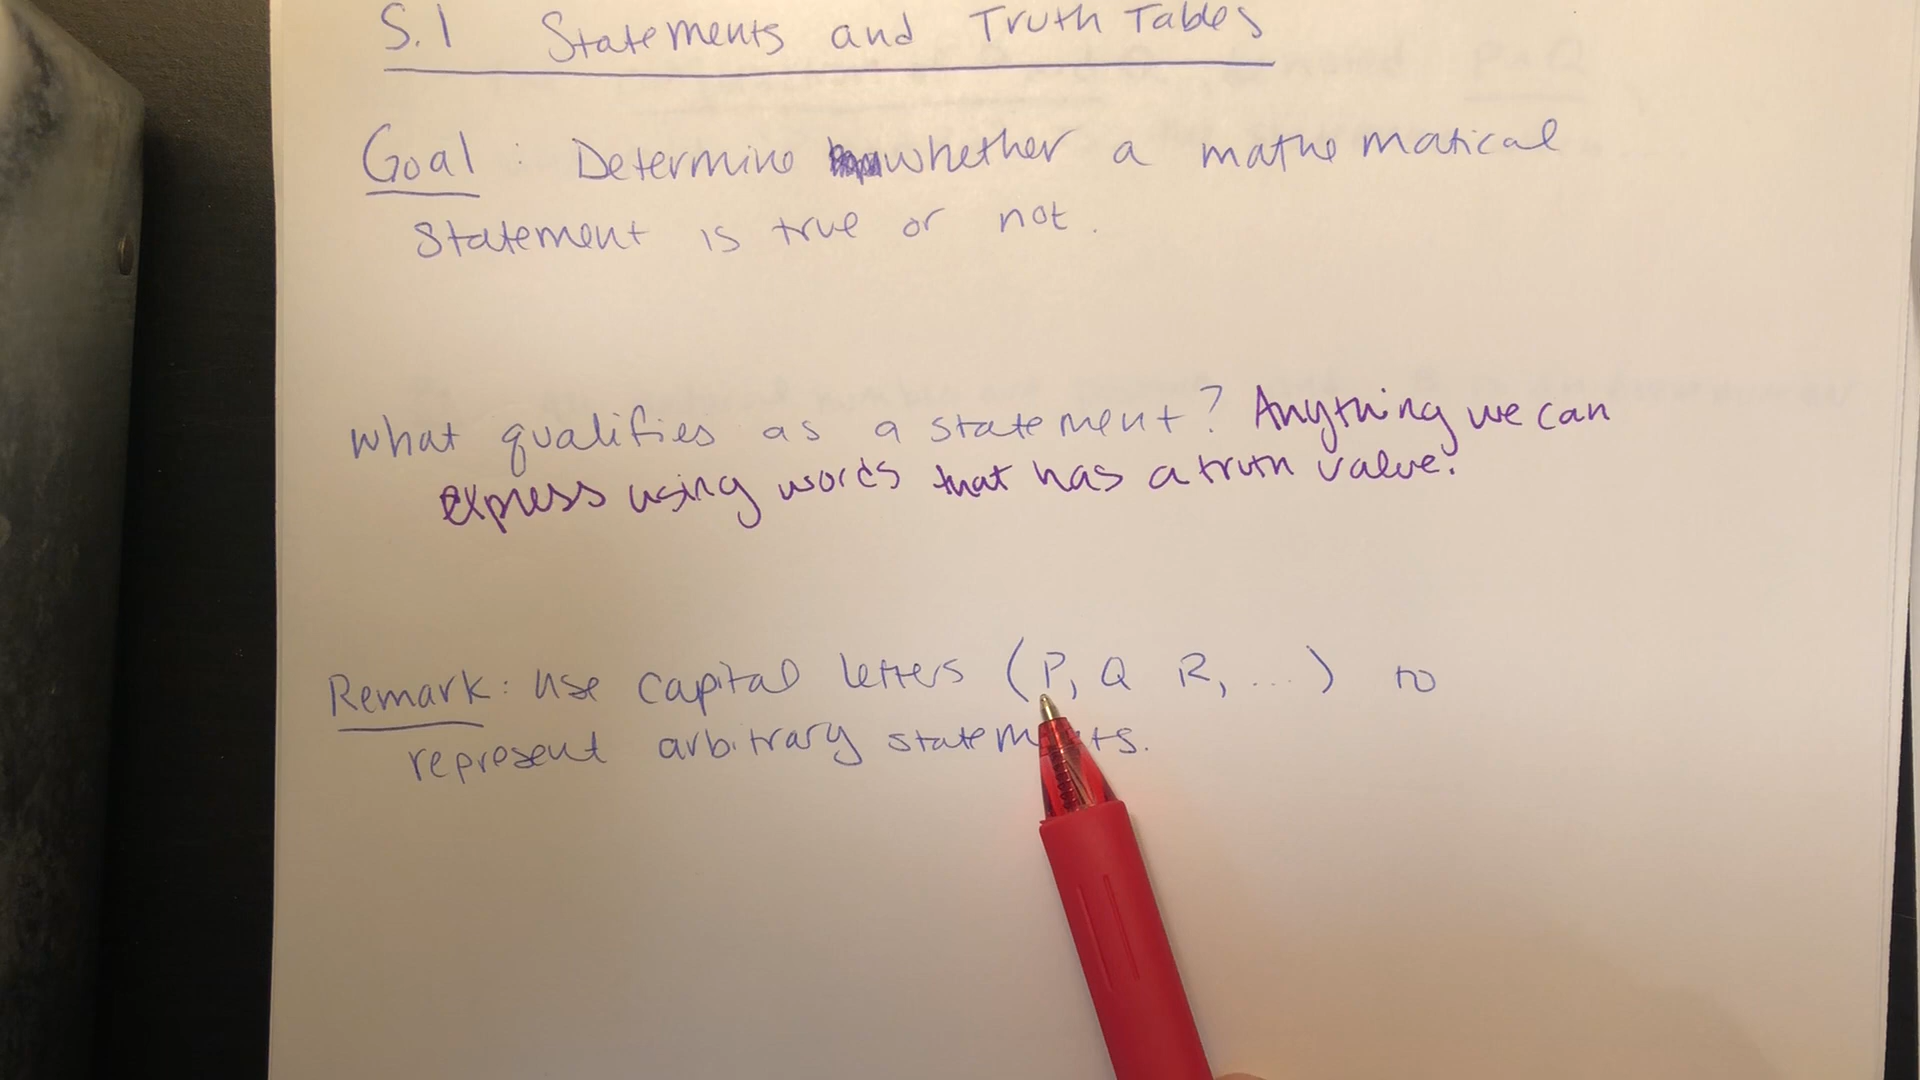 S.1 Statements and Truth Tables
Goal: Determine whether a mathematical
statement is true or not.
What qualifies as a statement? Anything we can
express using words that has a truth value.
Remark: Use capital letters (P, Q R, ...) to
represent arbitrary statements.